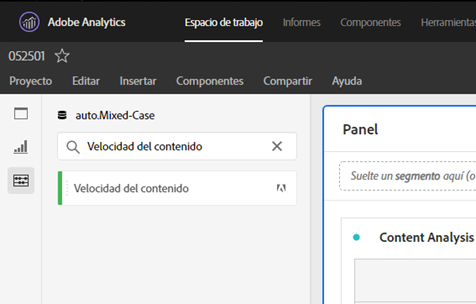 Adobe Analytics Espacio de trabajo Informes Componentes Herramientas
052501
Proyecto Editar Insertar Componentes Compartir Ayuda
auto.Mixed-Case
Velocidad del contenido
Velocidad del contenido
Panel
Suelte un segmento aquí (o
Content Analysis